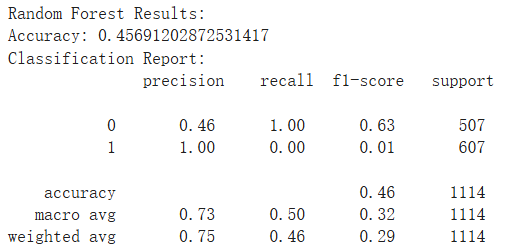 Random Forest Results:
Accuracy: 0.45691202872531417
Classification Report:
precision recall f1-score support
0 0.46 1.00 0.63 507
1 1.00 0.00 0.01 607
accuracy 0.46 1114
macro avg 0.73 0.50 0.32 1114
weighted avg 0.75 0.46 0.29 1114